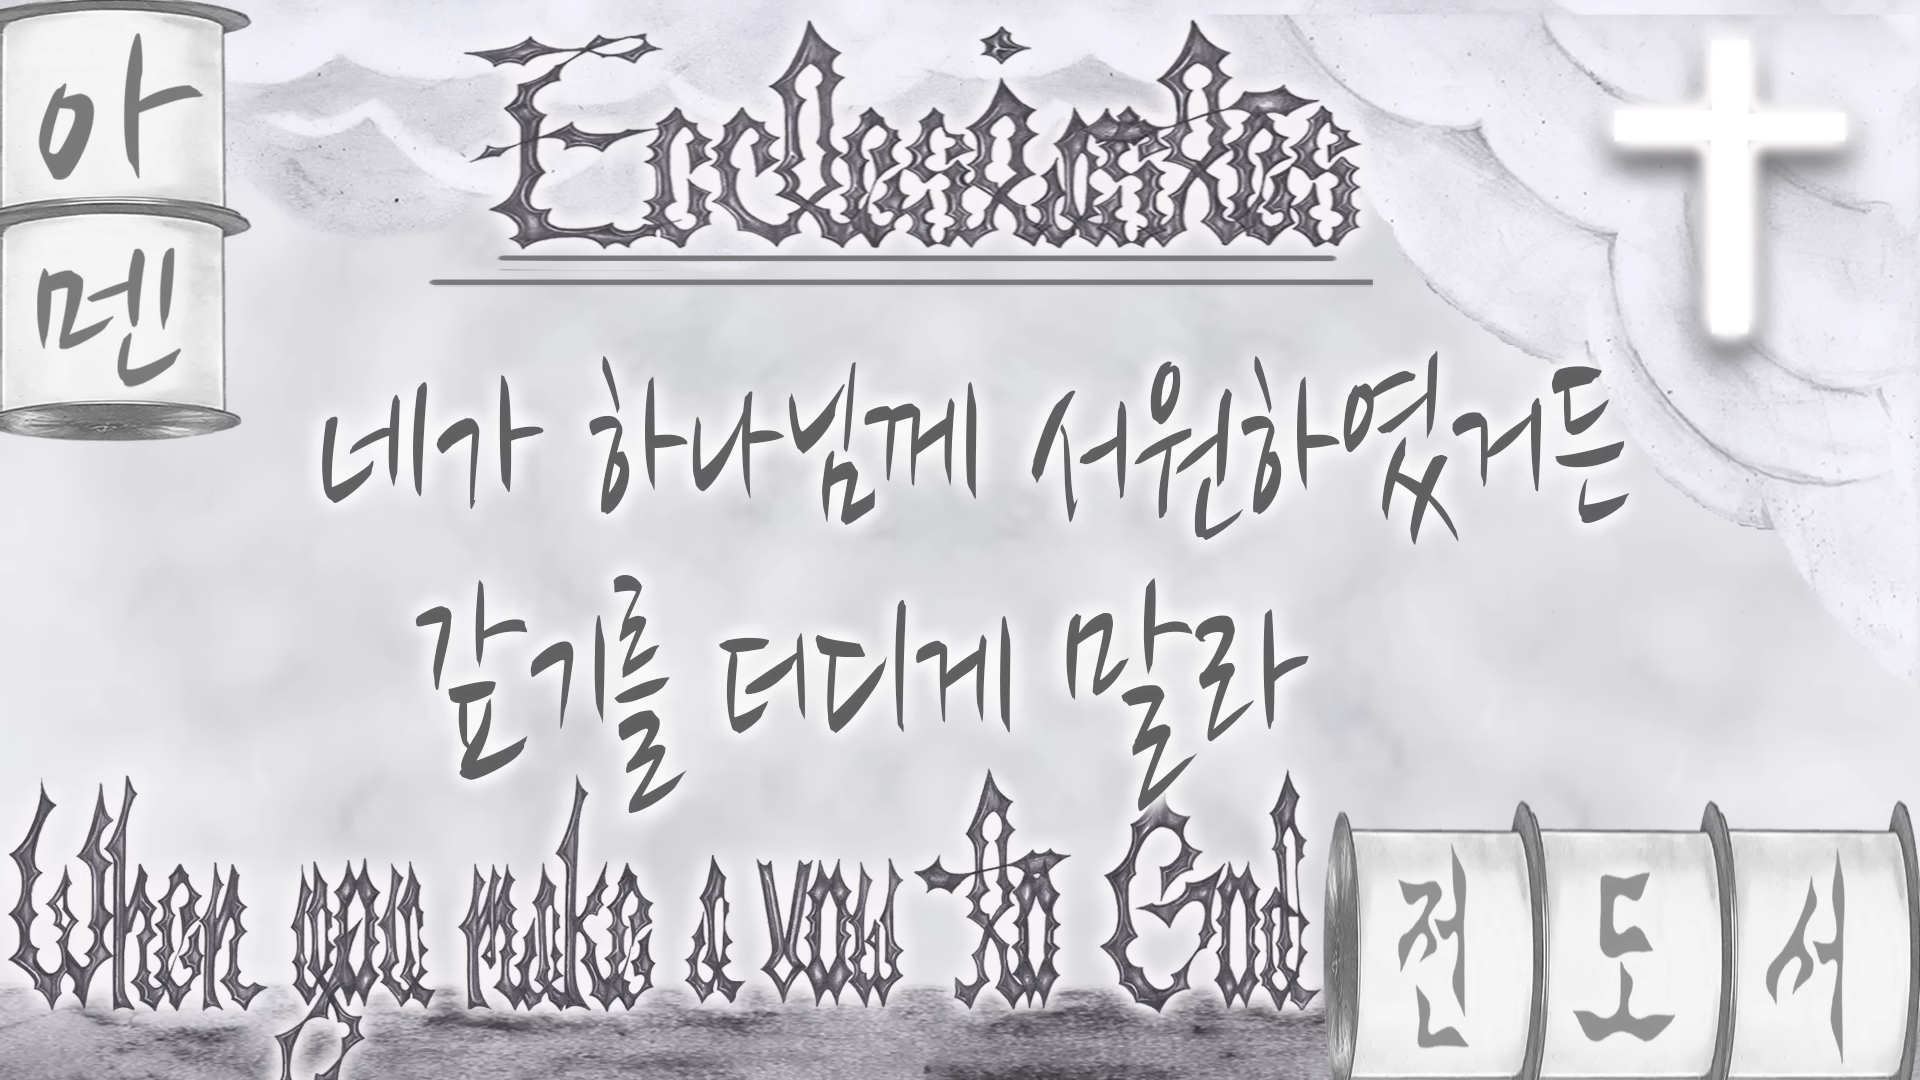 아멘
Ecclesiastes
네가 하나님께 서원하였거든
갚기를 더디게 말라
When you make a vow to God
전도서